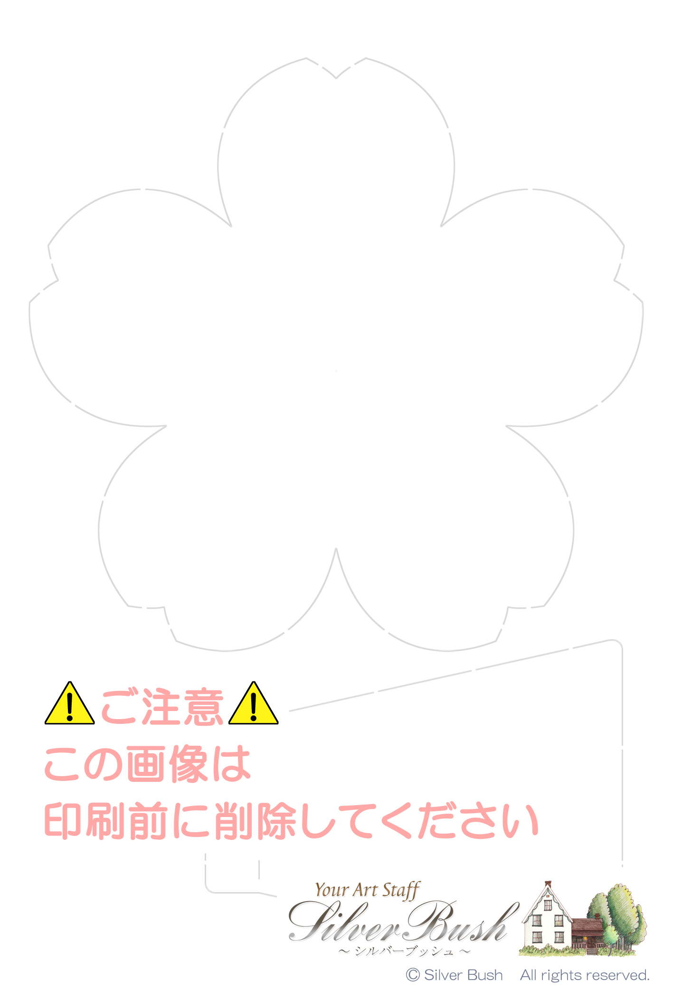 ご注意
この画像は
印刷前に削除してください
Your Art Staff
Silver Bush
～シルバーブッシュ～
© Silver Bush　All rights reserved.